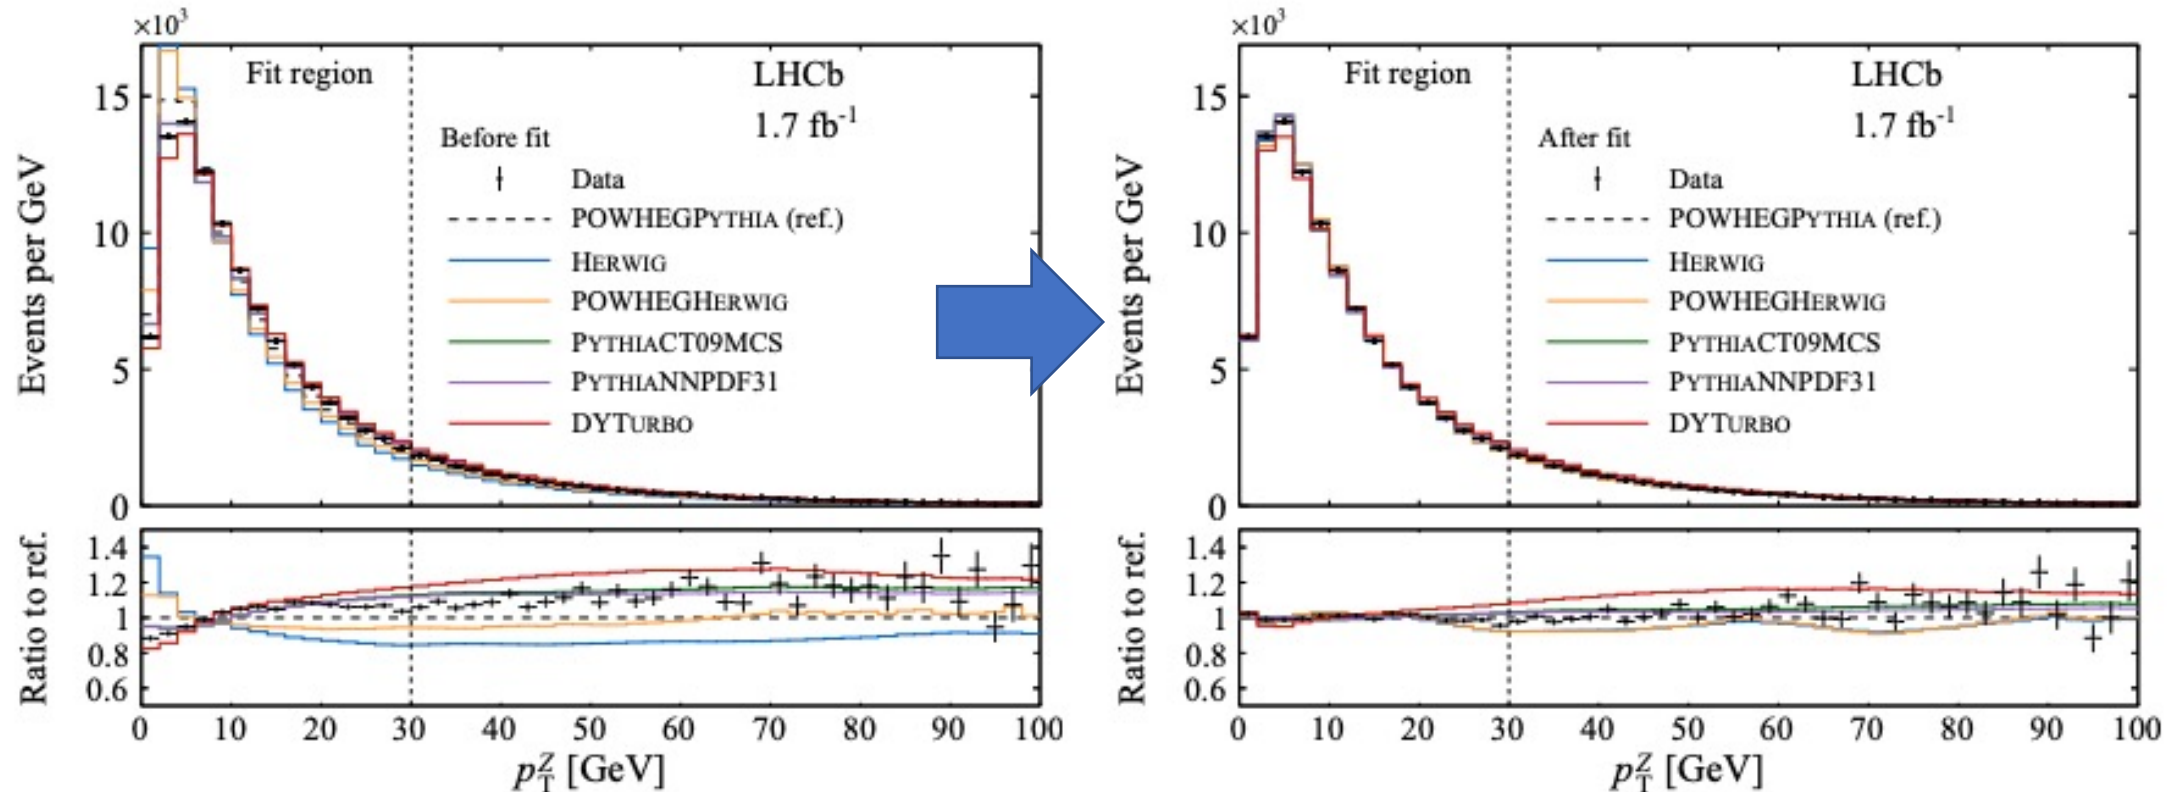 ×10³
Fit region
LHCb
1.7 fb⁻¹
Before fit
Data
POWHEGPYTHIA (ref.)
HERWIG
POWHEGHERWIG
PYTHIACT09MCS
PYTHIANNPDF31
DYTURBO
Events per GeV
15
10
5
0
Ratio to ref.
1.4
1.2
1
0.8
0.6
0 10 20 30 40 50 60 70 80 90 100
p_T^Z [GeV]
×10³
Fit region
LHCb
1.7 fb⁻¹
After fit
Data
POWHEGPYTHIA (ref.)
HERWIG
POWHEGHERWIG
PYTHIACT09MCS
PYTHIANNPDF31
DYTURBO
Events per GeV
15
10
5
0
Ratio to ref.
1.4
1.2
1
0.8
0.6
0 10 20 30 40 50 60 70 80 90 100
p_T^Z [GeV]